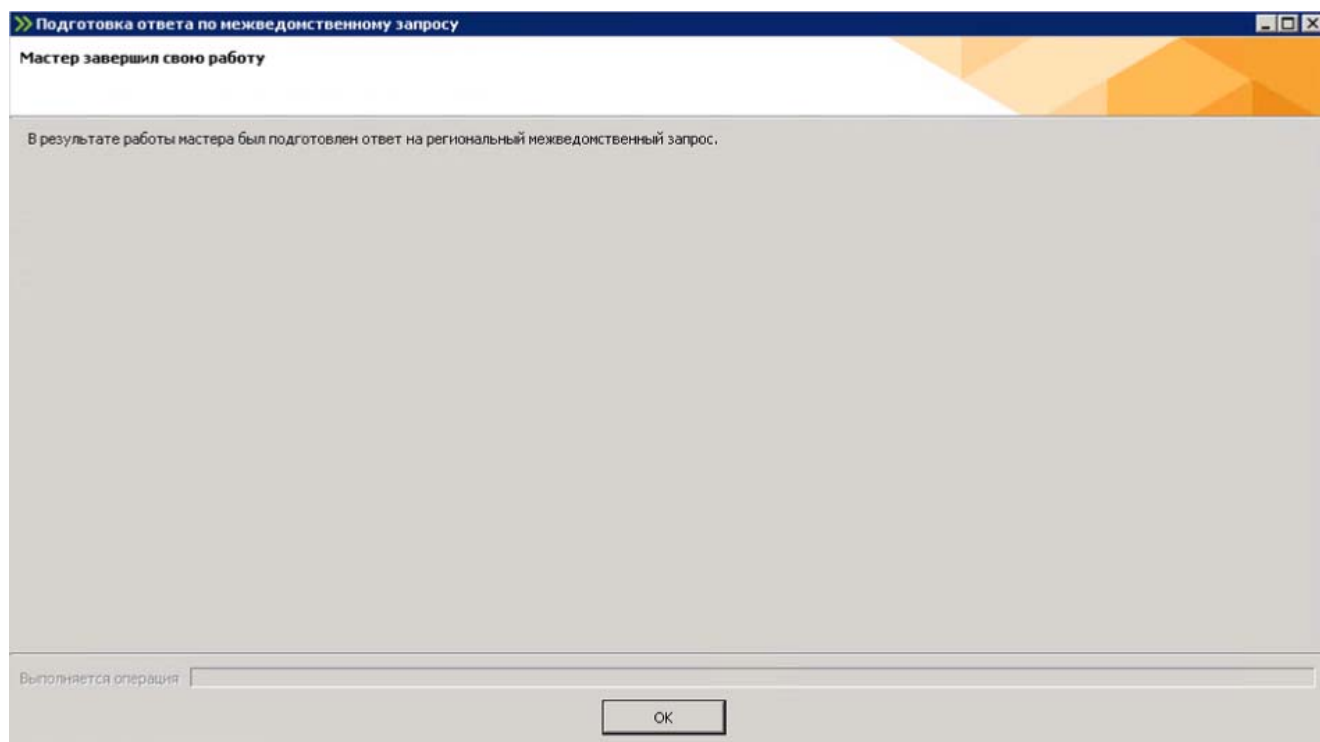 Подготовка ответа по межведомственному запросу
Мастер завершил свою работу
В результате работы мастера был подготовлен ответ на региональный межведомственный запрос.
Выполняется операция
OK